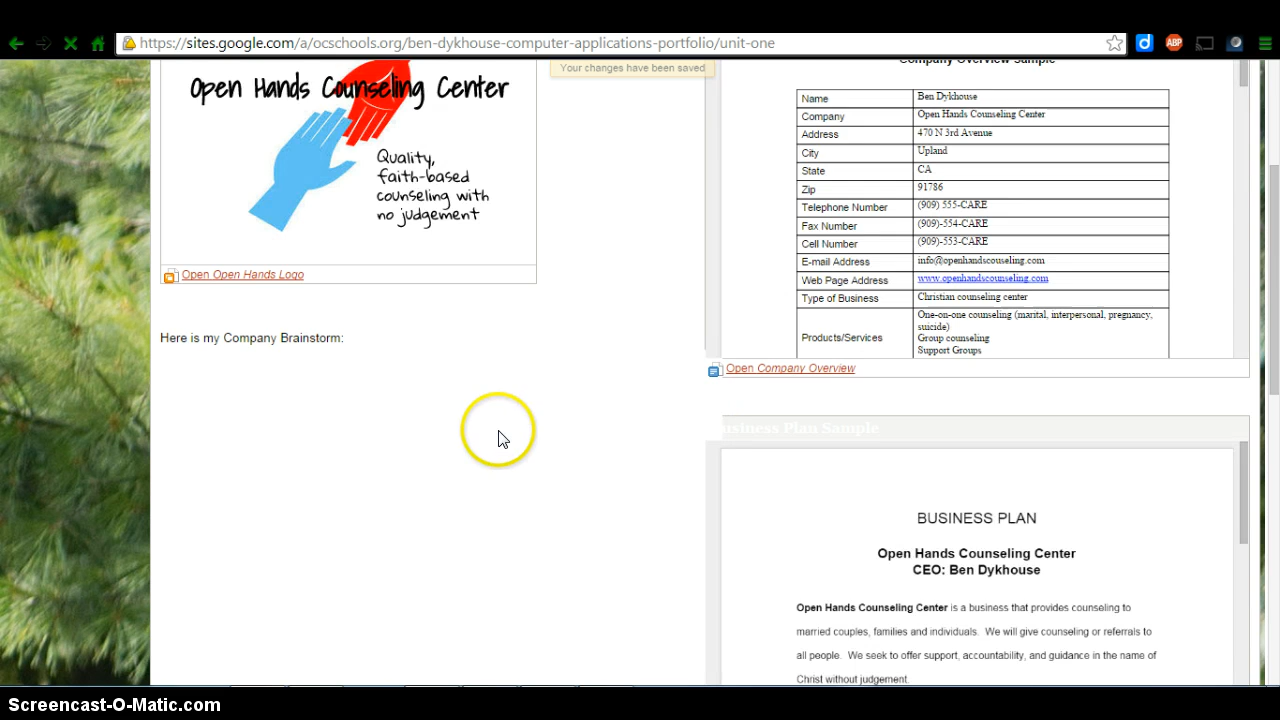 https://sites.google.com/a/ocschools.org/ben-dykhouse-computer-applications-portfolio/unit-one
ABP
Your changes have been saved
Open Hands Counseling Center
Quality,
faith-based
counseling with
no judgement
Open Open Hands Logo
Here is my Company Brainstorm:
Company Overview Sample
Name Ben Dykhouse
Company Open Hands Counseling Center
Address 470 N 3rd Avenue
City Upland
State CA
Zip 91786
Telephone Number (909) 555-CARE
Fax Number (909)-554-CARE
Cell Number (909)-553-CARE
E-mail Address info@openhandscounseling.com
Web Page Address www.openhandscounseling.com
Type of Business Christian counseling center
Products/Services One-on-one counseling (marital, interpersonal, pregnancy,
suicide)
Group counseling
Support Groups
Open Company Overview
usiness Plan Sample
BUSINESS PLAN
Open Hands Counseling Center
CEO: Ben Dykhouse
Open Hands Counseling Center is a business that provides counseling to
married couples, families and individuals. We will give counseling or referrals to
all people. We seek to offer support, accountability, and guidance in the name of
Christ without judgement.
Screencast-O-Matic.com